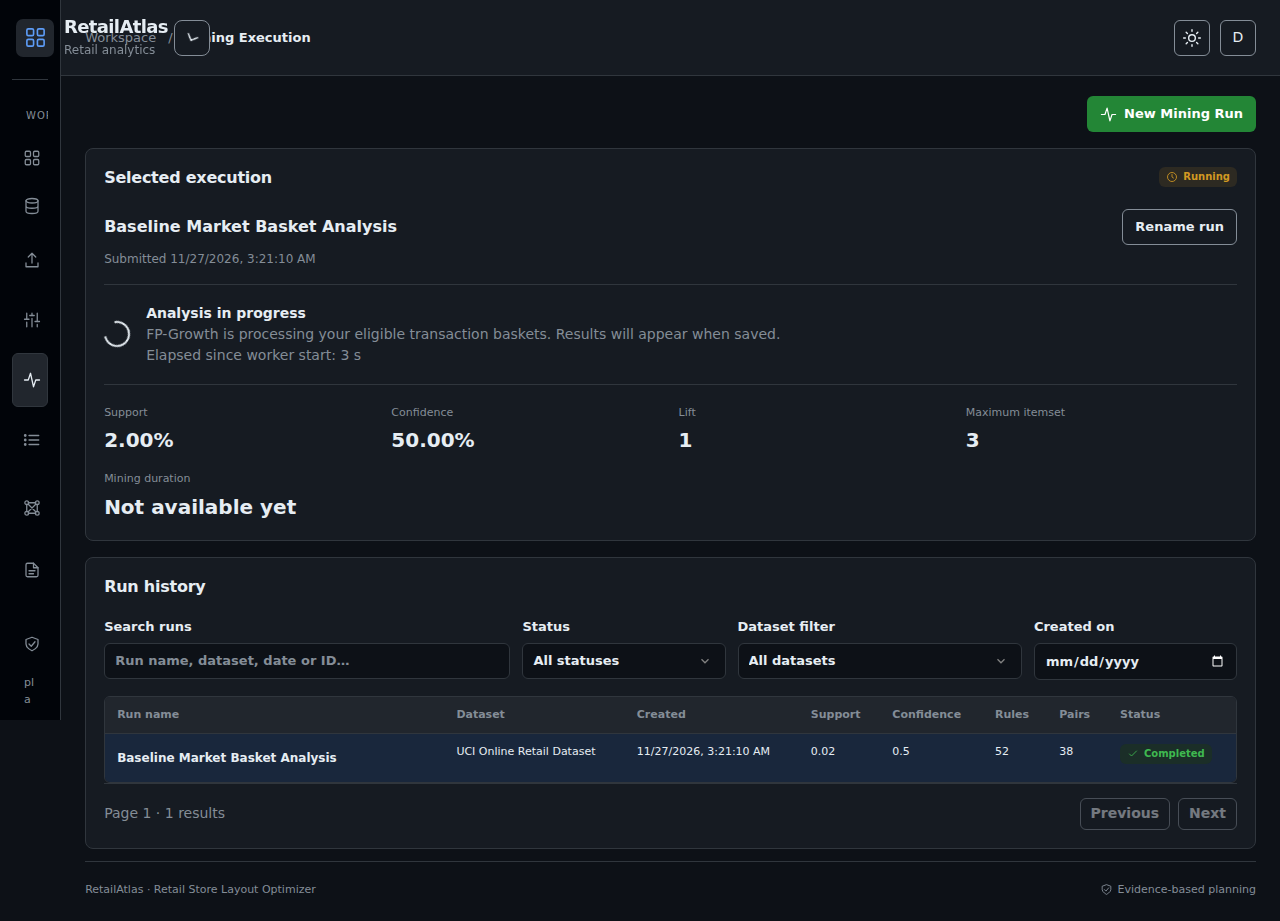 RetailAtlas
Retail analytics
Workspace / ing Execution
D
WOI
pl
a
New Mining Run
Selected execution
Running
Baseline Market Basket Analysis
Rename run
Submitted 11/27/2026, 3:21:10 AM
Analysis in progress
FP-Growth is processing your eligible transaction baskets. Results will appear when saved.
Elapsed since worker start: 3 s
Support Confidence Lift Maximum itemset
2.00% 50.00% 1 3
Mining duration
Not available yet
Run history
Search runs Status Dataset filter Created on
Run name, dataset, date or ID… All statuses All datasets mm/dd/yyyy
Run name Dataset Created Support Confidence Rules Pairs Status
Baseline Market Basket Analysis UCI Online Retail Dataset 11/27/2026, 3:21:10 AM 0.02 0.5 52 38 Completed
Page 1 · 1 results
Previous Next
RetailAtlas · Retail Store Layout Optimizer
Evidence-based planning